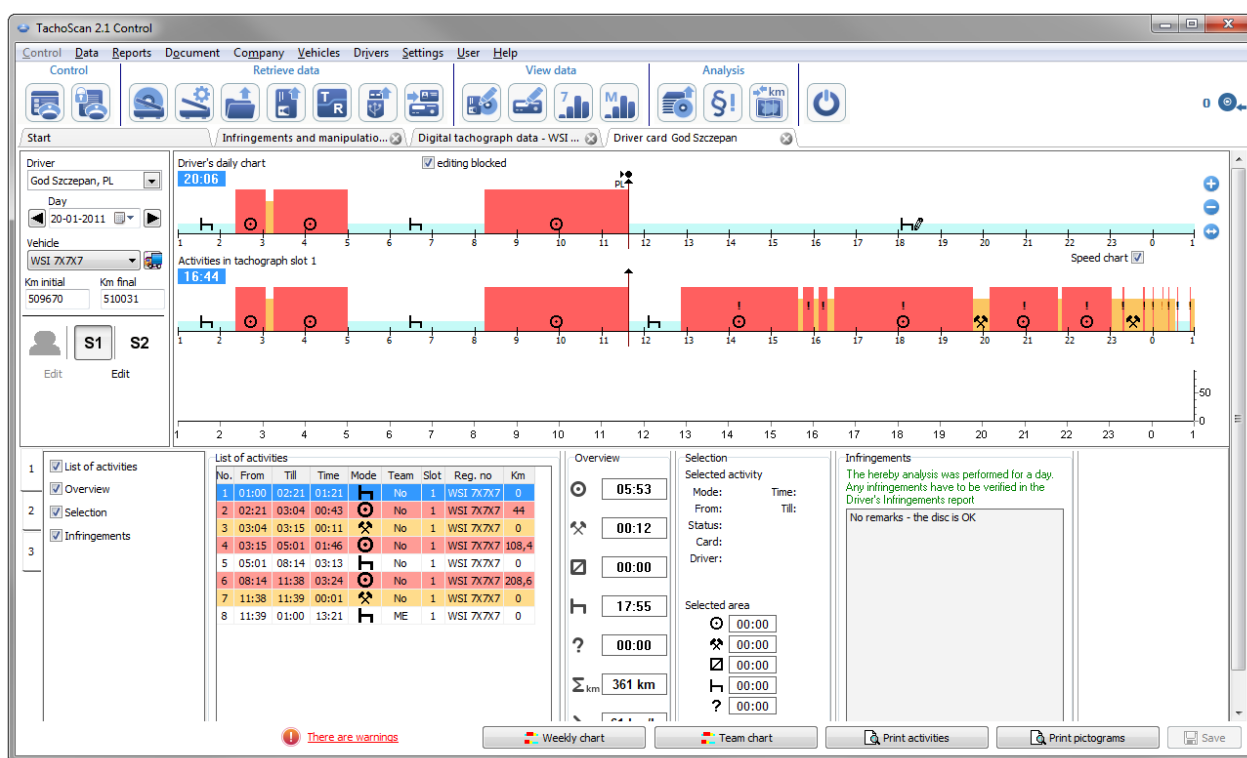 TachoScan 2.1 Control
Control Data Reports Document Company Vehicles Drivers Settings User Help
Control Retrieve data View data Analysis
T R 7 M §! km 0
Start Infringements and manipulatio... Digital tachograph data - WSI ... Driver card God Szczepan
Driver
God Szczepan, PL
Day
20-01-2011
Vehicle
WSI 7X7X7
Km initial Km final
509670 510031
S1 S2
Edit Edit
Driver's daily chart editing blocked
20:06
PL
1 2 3 4 5 6 7 8 9 10 11 12 13 14 15 16 17 18 19 20 21 22 23 0 1
Activities in tachograph slot 1 Speed chart
16:44
1 2 3 4 5 6 7 8 9 10 11 12 13 14 15 16 17 18 19 20 21 22 23 0 1
50
0
1 2 3 4 5 6 7 8 9 10 11 12 13 14 15 16 17 18 19 20 21 22 23 0 1
1
2
3
List of activities
Overview
Selection
Infringements
List of activities
No. From Till Time Mode Team Slot Reg. no Km
1 01:00 02:21 01:21 No 1 WSI 7X7X7 0
2 02:21 03:04 00:43 No 1 WSI 7X7X7 44
3 03:04 03:15 00:11 No 1 WSI 7X7X7 0
4 03:15 05:01 01:46 No 1 WSI 7X7X7 108,4
5 05:01 08:14 03:13 No 1 WSI 7X7X7 0
6 08:14 11:38 03:24 No 1 WSI 7X7X7 208,6
7 11:38 11:39 00:01 No 1 WSI 7X7X7 0
8 11:39 01:00 13:21 ME 1 WSI 7X7X7 0
Overview
05:53
00:12
00:00
17:55
? 00:00
Σkm 361 km
Selection
Selected activity
Mode: Time:
From: Till:
Status:
Card:
Driver:
Selected area
00:00
00:00
00:00
00:00
? 00:00
Infringements
The hereby analysis was performed for a day.
Any infringements have to be verified in the
Driver's Infringements report
No remarks - the disc is OK
There are warnings
Weekly chart Team chart Print activities Print pictograms Save